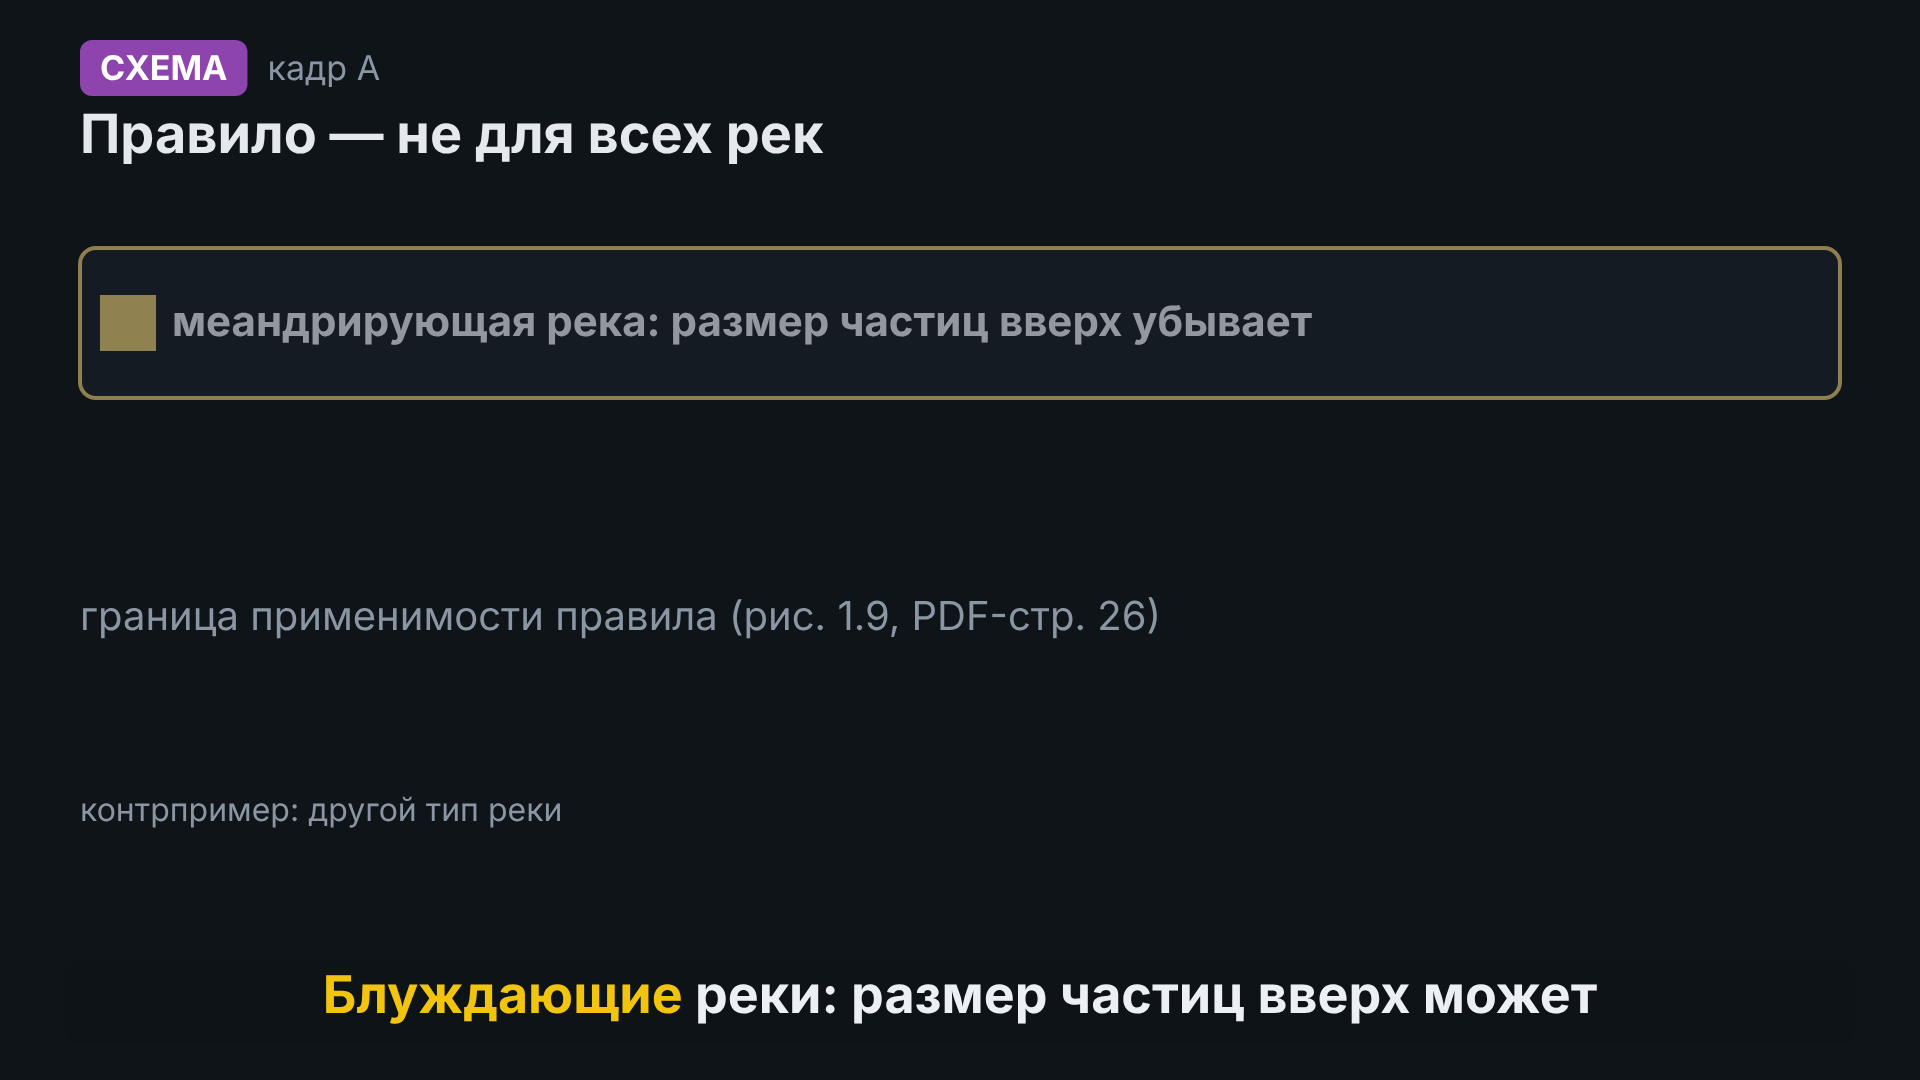 СХЕМА кадр А
Правило — не для всех рек
меандрирующая река: размер частиц вверх убывает
граница применимости правила (рис. 1.9, PDF-стр. 26)
контрпример: другой тип реки
Блуждающие реки: размер частиц вверх может